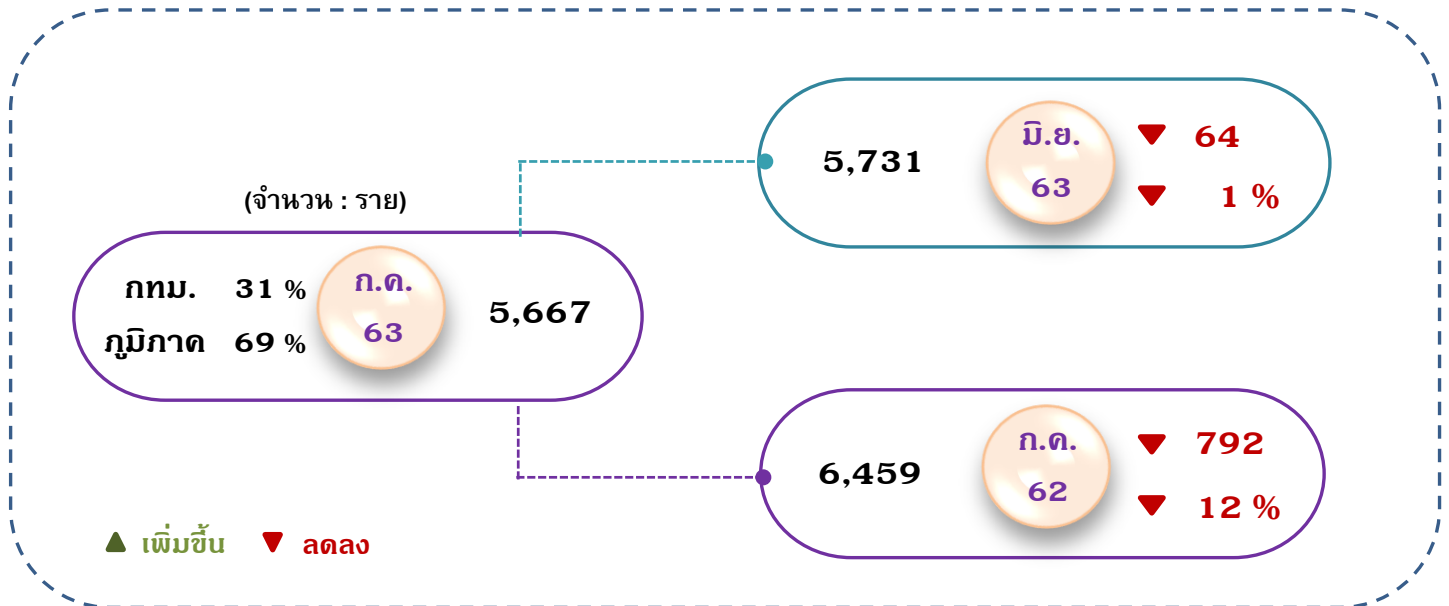 (จำนวน : ราย)
กทม. 31 %
ภูมิภาค 69 %
ก.ค.
63
5,667
5,731
มิ.ย.
63
▼ 64
▼ 1 %
6,459
ก.ค.
62
▼ 792
▼ 12 %
▲ เพิ่มขึ้น ▼ ลดลง